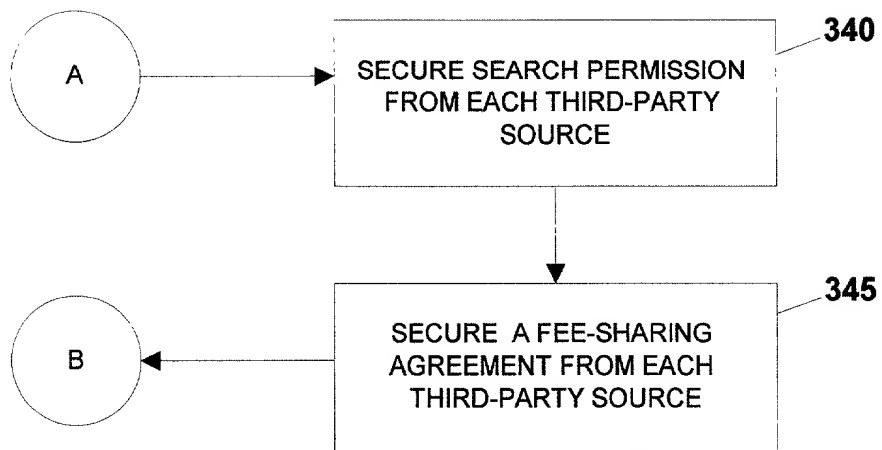 A
340
SECURE SEARCH PERMISSION
FROM EACH THIRD-PARTY
SOURCE
345
B
SECURE A FEE-SHARING
AGREEMENT FROM EACH
THIRD-PARTY SOURCE